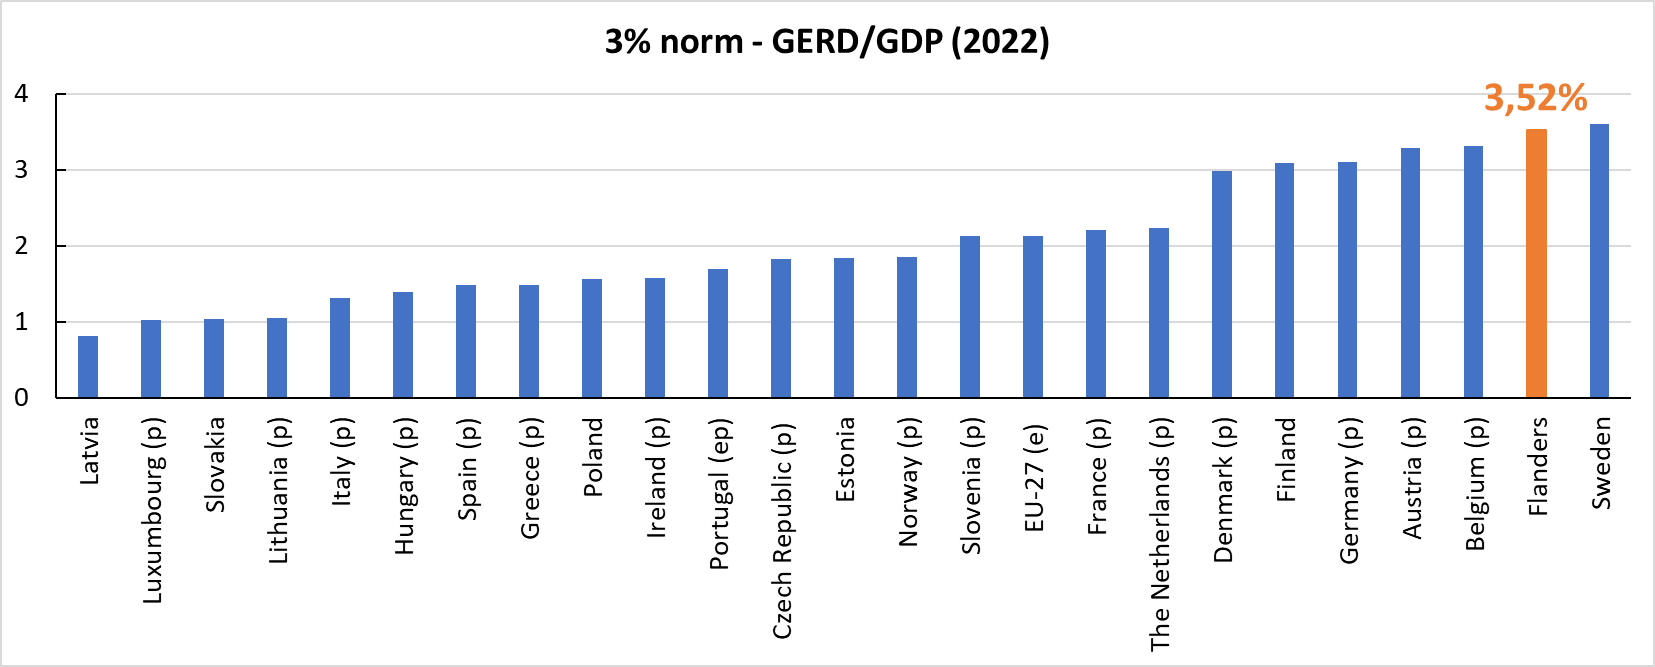 3% norm - GERD/GDP (2022)
4
3
2
1
0
3,52%
Latvia
Luxumbourg (p)
Slovakia
Lithuania (p)
Italy (p)
Hungary (p)
Spain (p)
Greece (p)
Poland
Ireland (p)
Portugal (ep)
Czech Republic (p)
Estonia
Norway (p)
Slovenia (p)
EU-27 (e)
France (p)
The Netherlands (p)
Denmark (p)
Finland
Germany (p)
Austria (p)
Belgium (p)
Flanders
Sweden